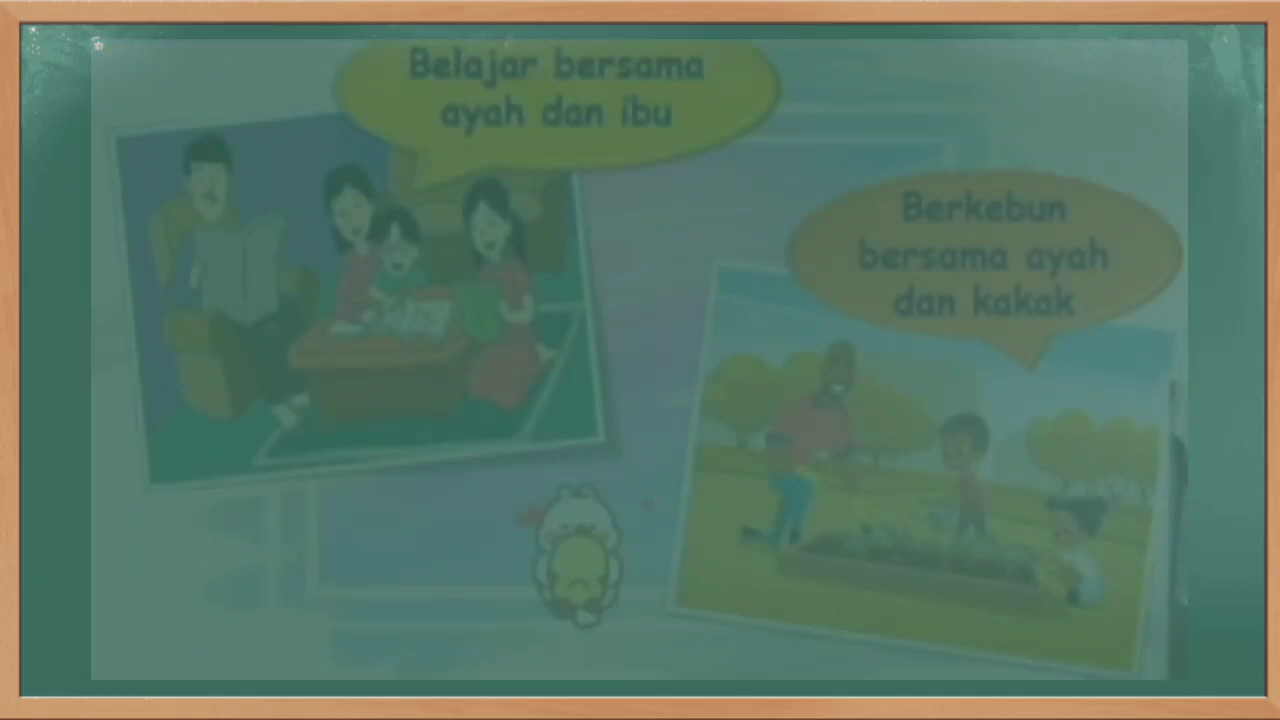 Belajar bersama
ayah dan ibu
Berkebun
bersama ayah
dan kakak